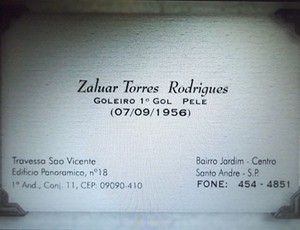 Zaluar Torres Rodrigues
GOLEIRO 1º GOL PELE
(07/09/1956)
Travessa Sao Vicente
Edificio Panoramico, nº18
1º And., Conj. 11, CEP: 09090-410
Bairro Jardim - Centro
Santo Andre - S.P.
FONE: 454 - 4851